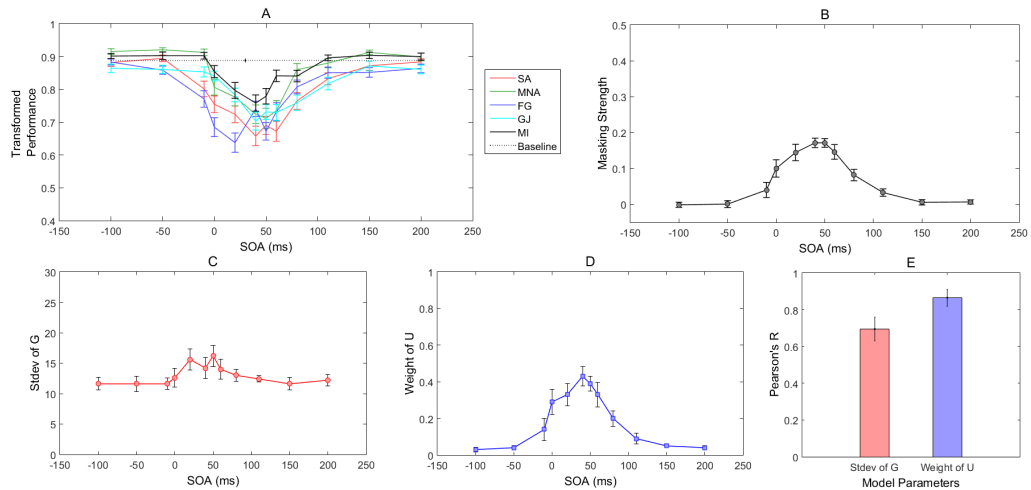 A
1
0.9
0.8
0.7
0.6
0.5
0.4
-150 -100 -50 0 50 100 150 200 250
Transformed
Performance
SOA (ms)
SA
MNA
FG
GJ
MI
Baseline
B
0.5
0.4
0.3
0.2
0.1
0
-150 -100 -50 0 50 100 150 200 250
Masking Strength
SOA (ms)
C
30
25
20
15
10
5
0
-150 -100 -50 0 50 100 150 200 250
Stdev of G
SOA (ms)
D
1
0.8
0.6
0.4
0.2
0
-150 -100 -50 0 50 100 150 200 250
Weight of U
SOA (ms)
E
1
0.8
0.6
0.4
0.2
0
Pearson's R
Stdev of G Weight of U
Model Parameters